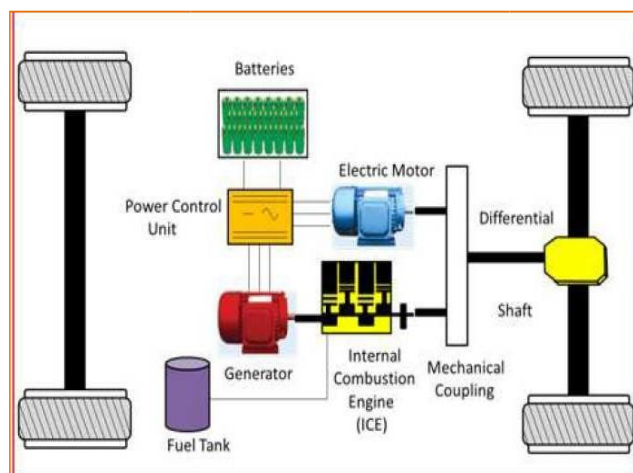 Batteries
Electric Motor
Power Control
Unit
Differential
Shaft
Generator
Internal
Combustion
Engine
(ICE)
Mechanical
Coupling
Fuel Tank